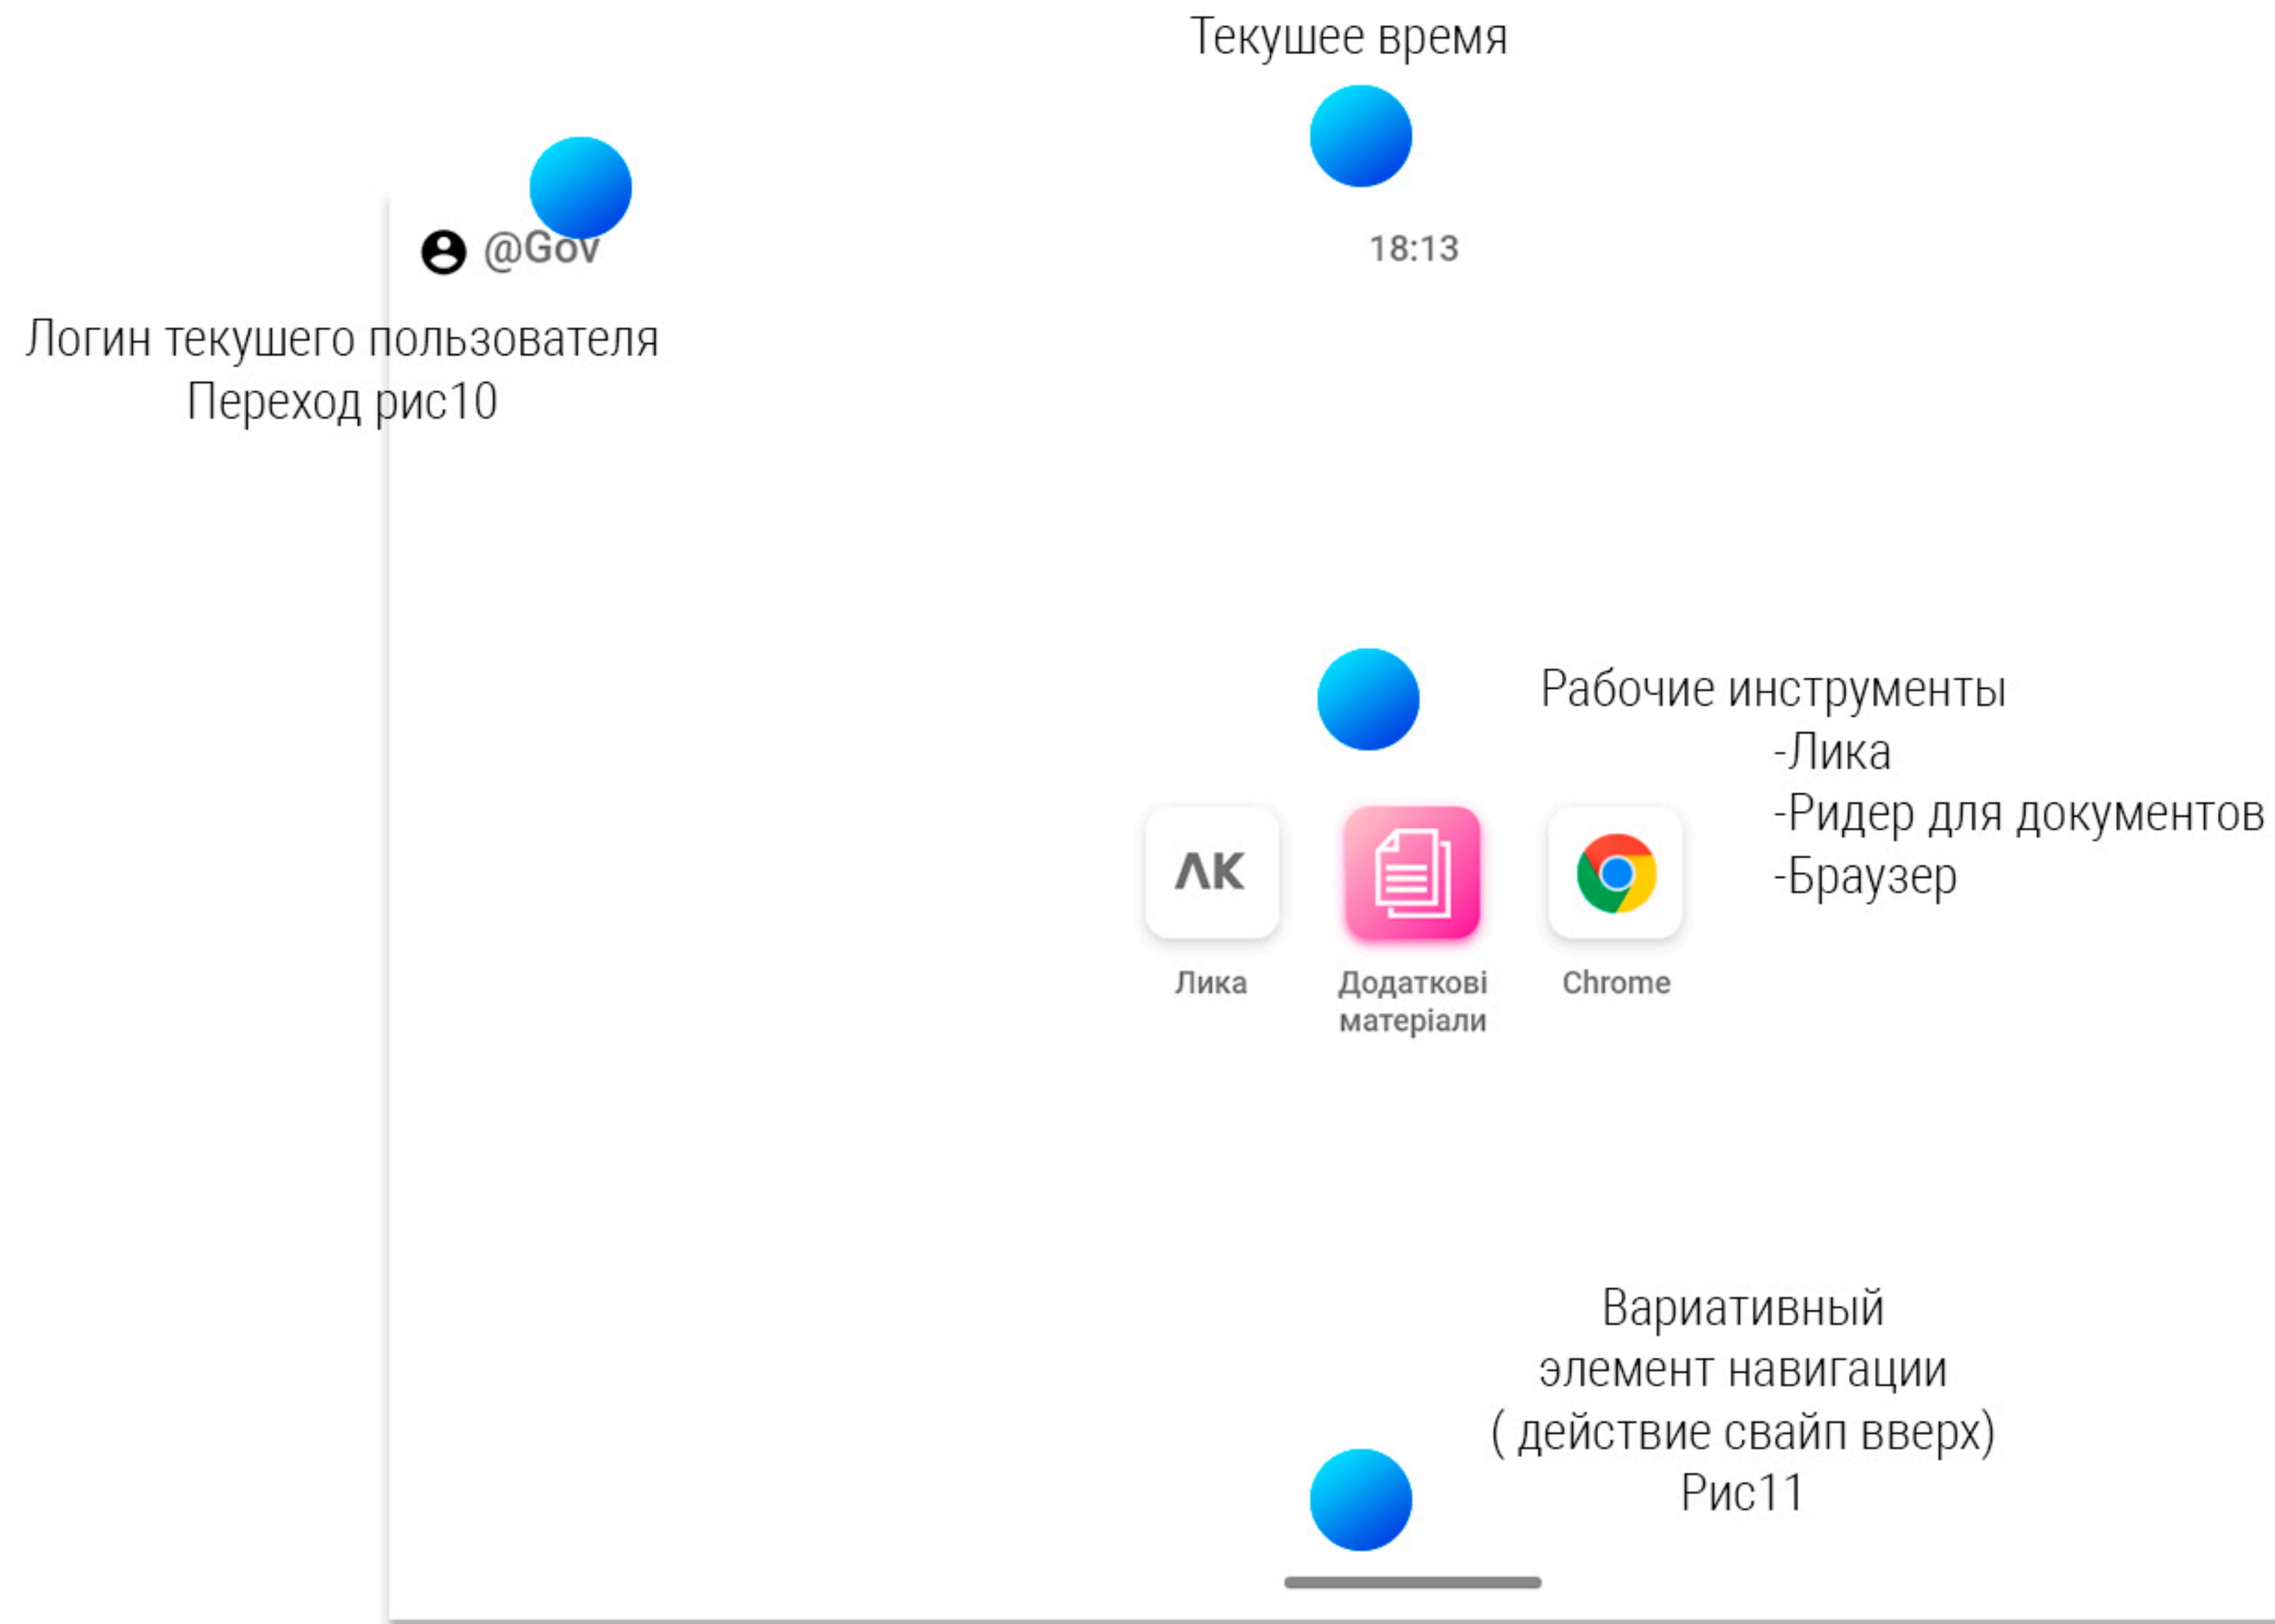 Текушее время
@Gov
18:13
Логин текушего пользователя
Переход рис10
Рабочие инструменты
-Лика
-Ридер для документов
-Браузер
ΛK
Лика
Додаткові
матеріали
Chrome
Вариативный
элемент навигации
( действие свайп вверх)
Рис11